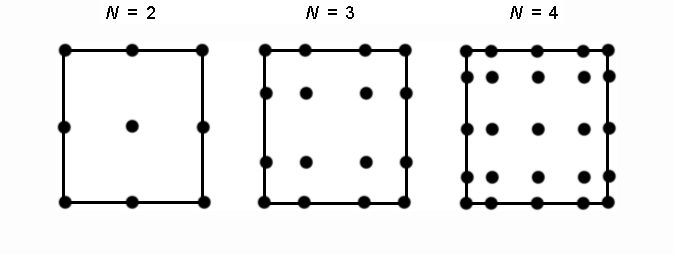 N = 2
N = 3
N = 4